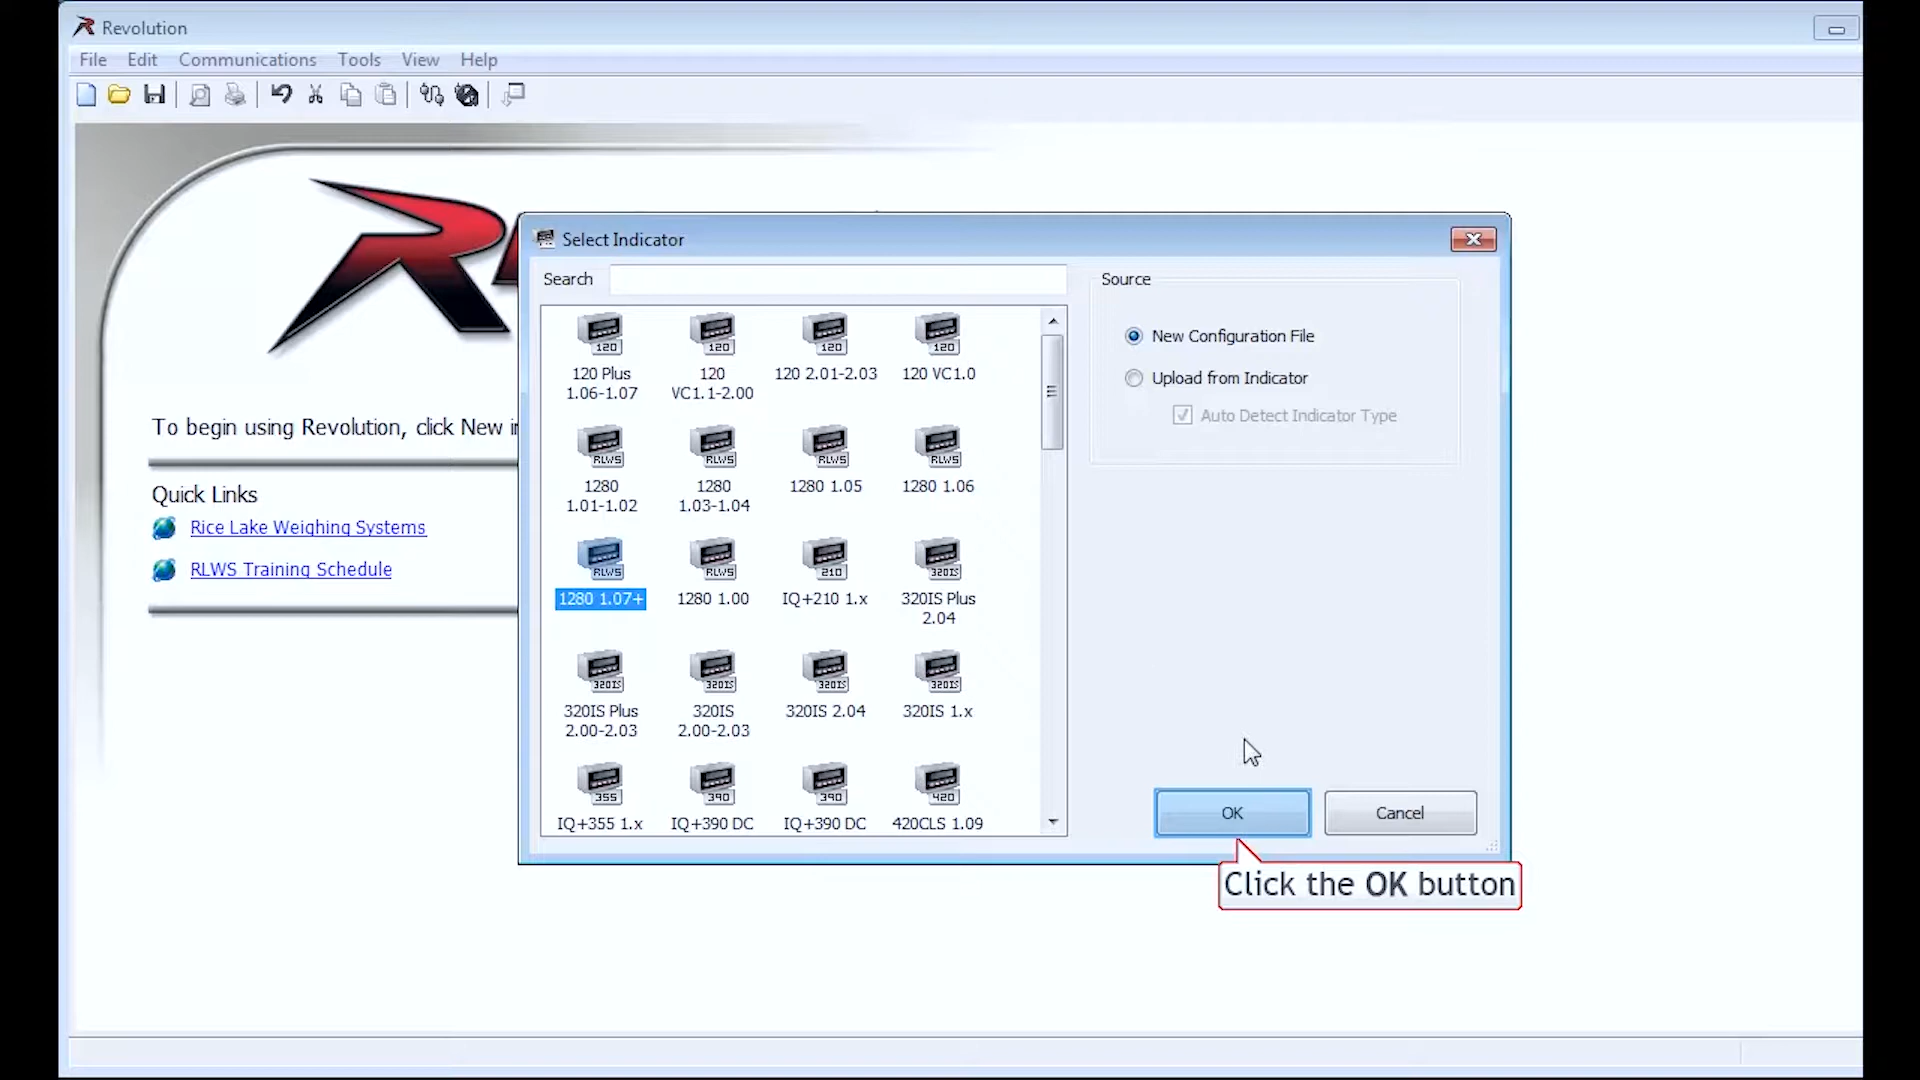 Revolution
File Edit Communications Tools View Help
Select Indicator
Search
Source
New Configuration File
Upload from Indicator
Auto Detect Indicator Type
120 120 120 120
120 Plus 120 120 2.01-2.03 120 VC1.0
1.06-1.07 VC1.1-2.00
RLWS RLWS RLWS RLWS
1280 1280 1280 1.05 1280 1.06
1.01-1.02 1.03-1.04
RLWS RLWS 210 320IS
1280 1.07+ 1280 1.00 IQ+210 1.x 320IS Plus
2.04
320IS 320IS 320IS 320IS
320IS Plus 320IS 320IS 2.04 320IS 1.x
2.00-2.03 2.00-2.03
355 390 390 420
IQ+355 1.x IQ+390 DC IQ+390 DC 420CLS 1.09
To begin using Revolution, click New i
Quick Links
Rice Lake Weighing Systems
RLWS Training Schedule
OK Cancel
Click the OK button